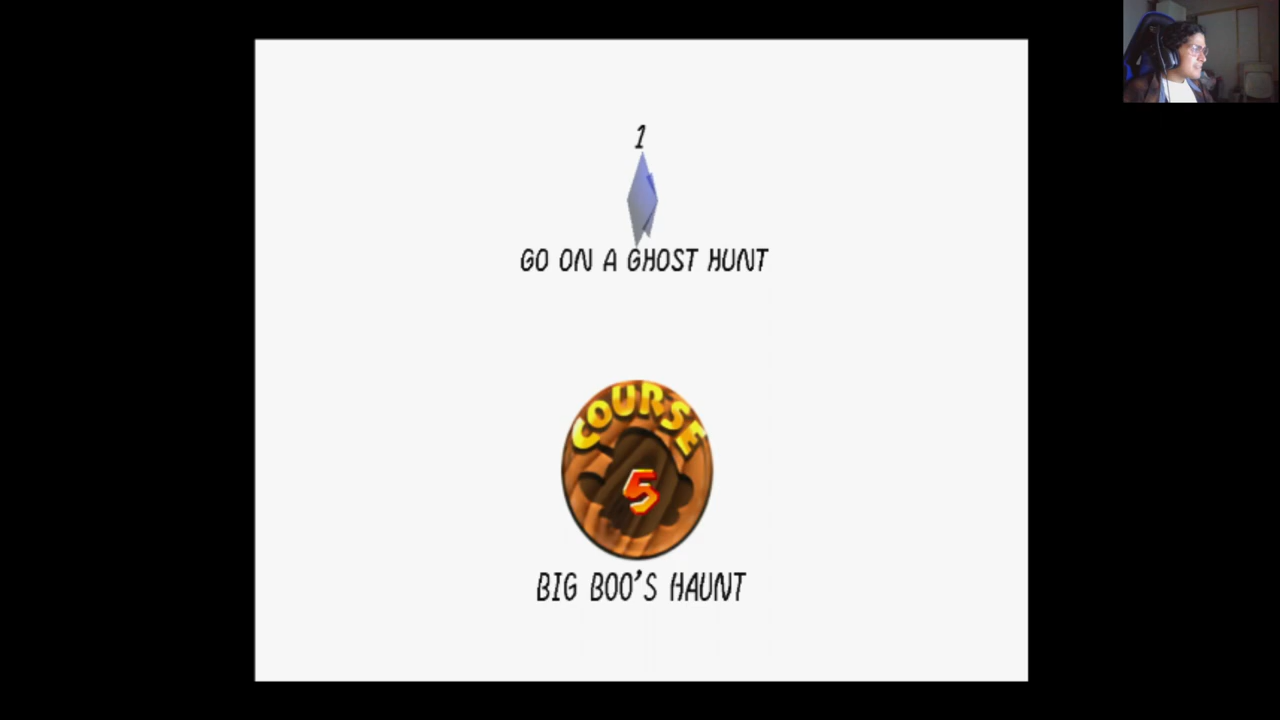 1
GO ON A GHOST HUNT
COURSE
5
BIG BOO'S HAUNT